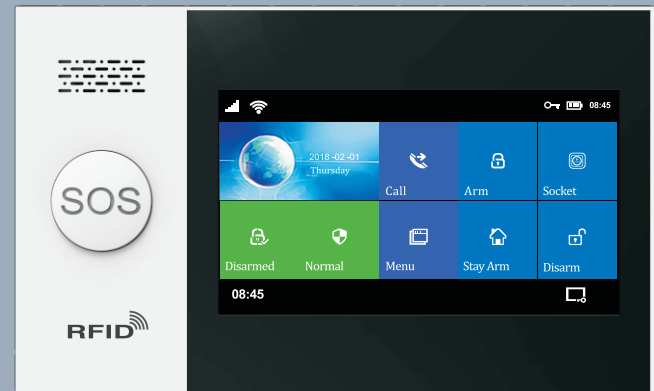 08:45
SOS
2018 -02 -01
Thursday
Call
Arm
Socket
Disarmed
Normal
Menu
Stay Arm
Disarm
08:45
RFID